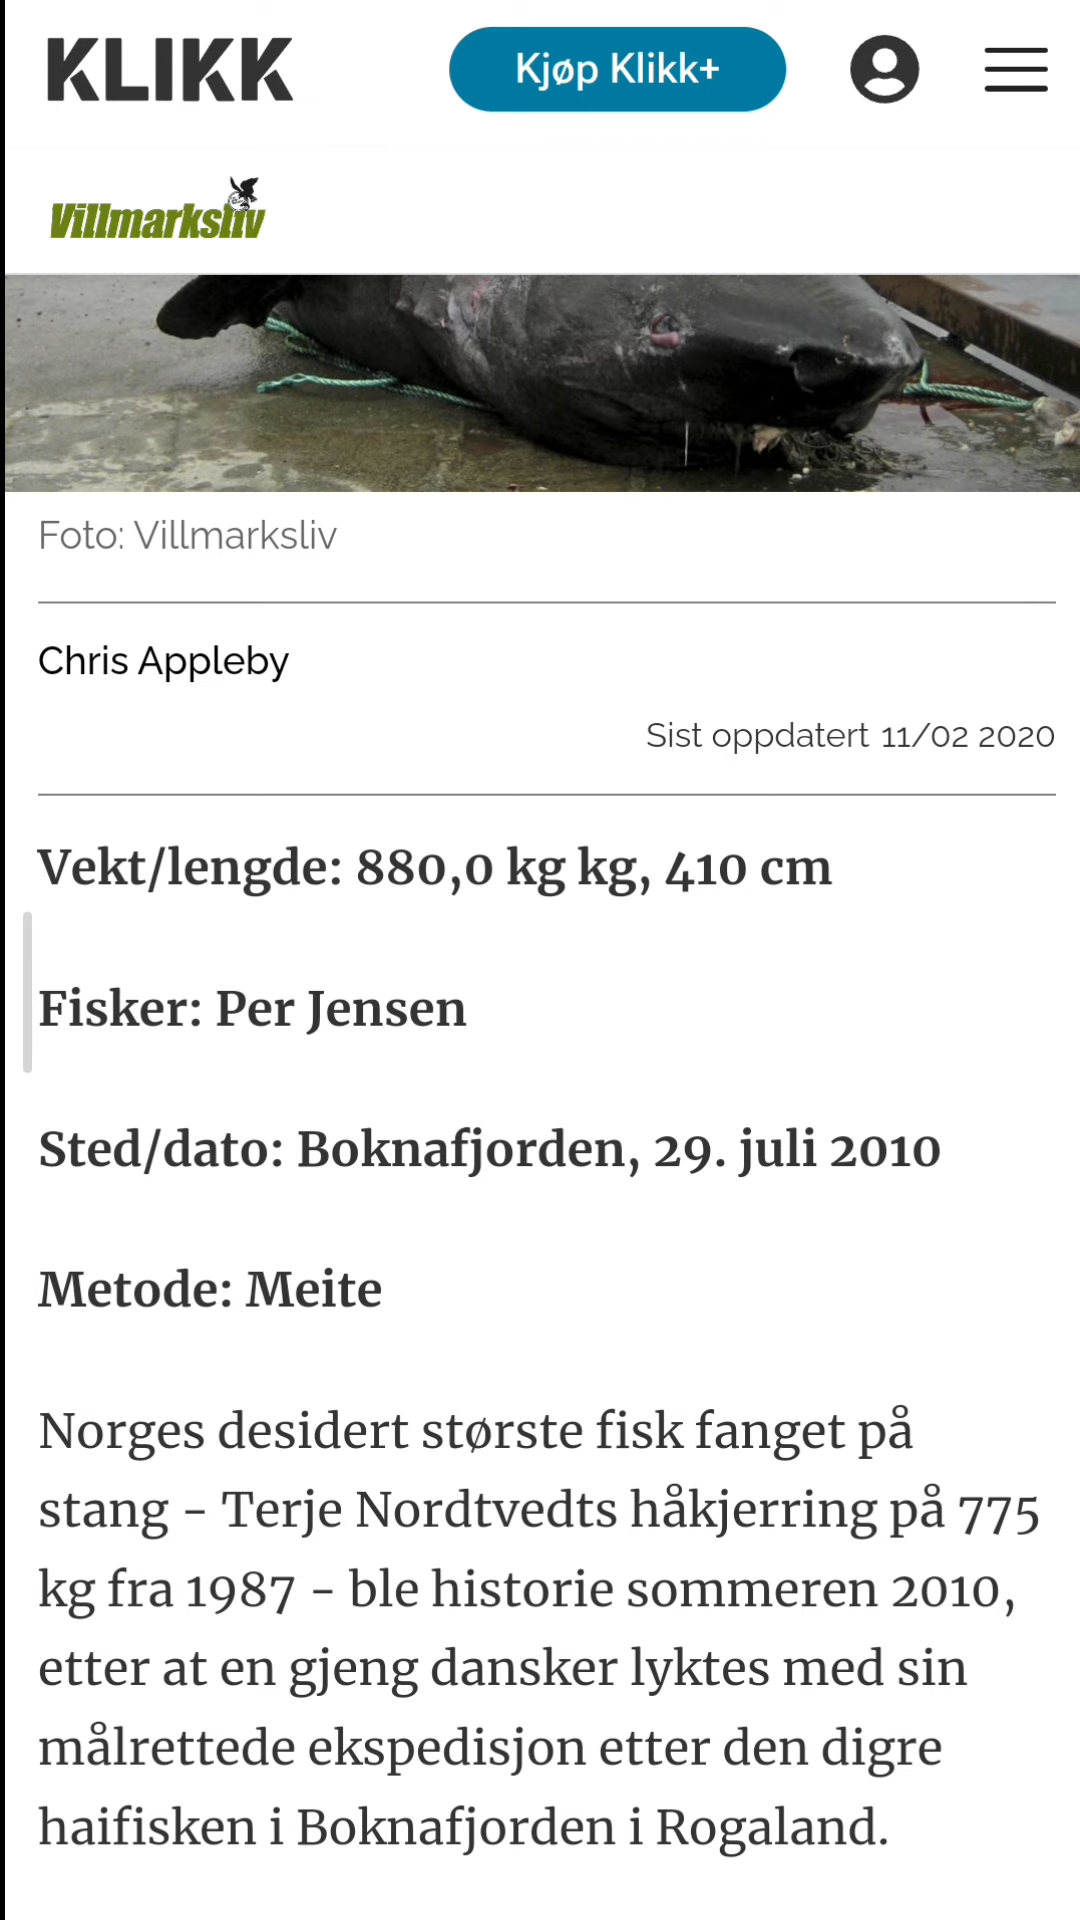 KLIKK
Kjøp Klikk+
Villmarksliv
Foto: Villmarksliv
Chris Appleby
Sist oppdatert 11/02 2020
Vekt/lengde: 880,0 kg kg, 410 cm
Fisker: Per Jensen
Sted/dato: Boknafjorden, 29. juli 2010
Metode: Meite
Norges desidert største fisk fanget på
stang - Terje Nordtvedts håkjerring på 775
kg fra 1987 - ble historie sommeren 2010,
etter at en gjeng dansker lyktes med sin
målrettede ekspedisjon etter den digre
haifisken i Boknafjorden i Rogaland.